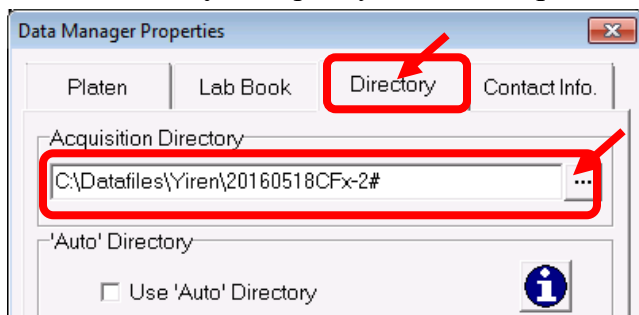 Data Manager Properties
Platen Lab Book Directory Contact Info.
Acquisition Directory
C:\Datafiles\Yiren\20160518CFx-2# ...
'Auto' Directory
Use 'Auto' Directory